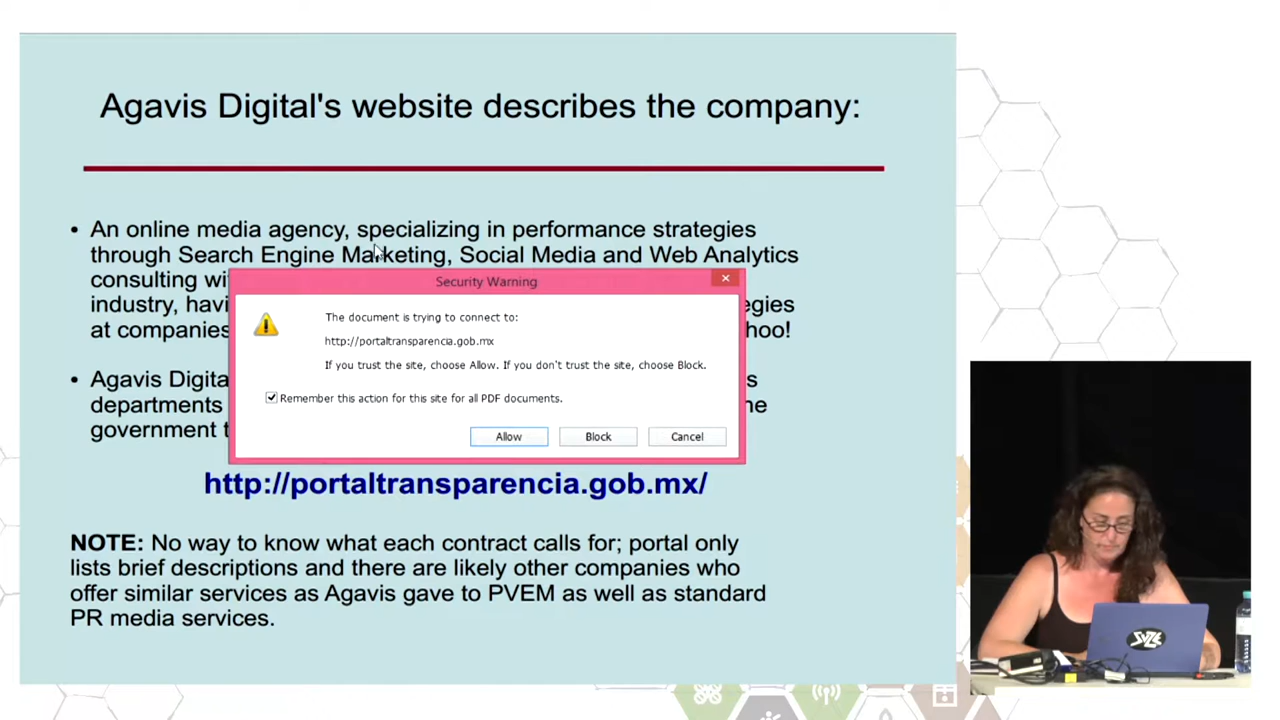 Agavis Digital's website describes the company:
• An online media agency, specializing in performance strategies
through Search Engine Marketing, Social Media and Web Analytics
consulting
industry, egies
at companies hoo!
• Agavis Digita s
departments ne
government t
Security Warning
The document is trying to connect to:
http://portaltransparencia.gob.mx
If you trust the site, choose Allow. If you don't trust the site, choose Block.
Remember this action for this site for all PDF documents.
Allow Block Cancel
http://portaltransparencia.gob.mx/
NOTE: No way to know what each contract calls for; portal only
lists brief descriptions and there are likely other companies who
offer similar services as Agavis gave to PVEM as well as standard
PR media services.
SYZE